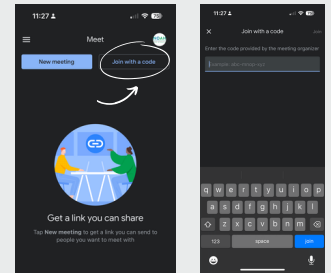 11:27
Meet
New meeting
Join with a code
Get a link you can share
Tap New meeting to get a link you can send to
people you want to meet with
11:27
Join with a code
Join
Enter the code provided by the meeting organizer
q w e r t y u i o p
a s d f g h j k l
z x c v b n m
123
space
join